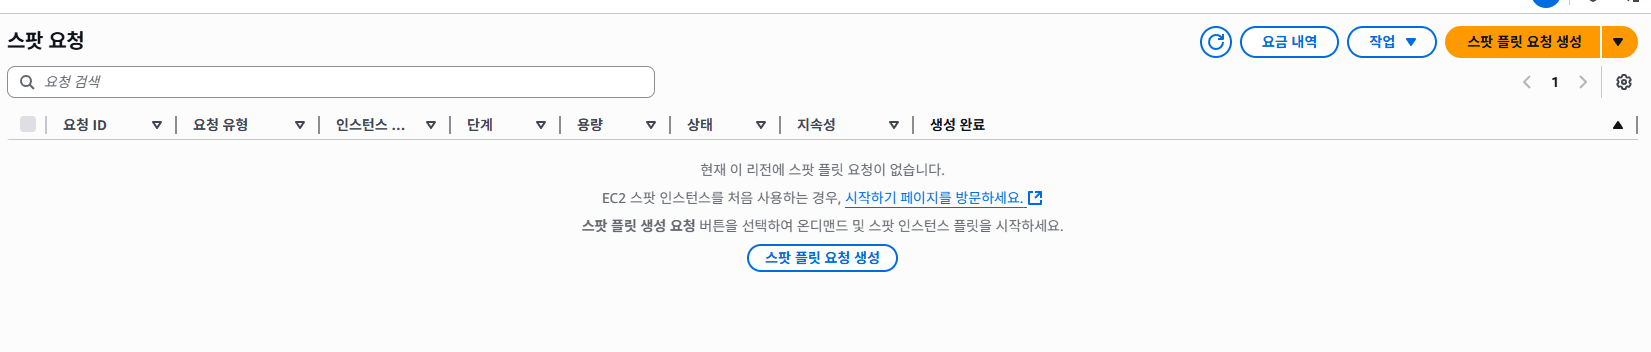 스팟 요청
요금 내역
작업
스팟 플릿 요청 생성
요청 검색
1
요청 ID 요청 유형 인스턴스 ... 단계 용량 상태 지속성 생성 완료
현재 이 리전에 스팟 플릿 요청이 없습니다.
EC2 스팟 인스턴스를 처음 사용하는 경우, 시작하기 페이지를 방문하세요.
스팟 플릿 생성 요청 버튼을 선택하여 온디맨드 및 스팟 인스턴스 플릿을 시작하세요.
스팟 플릿 요청 생성